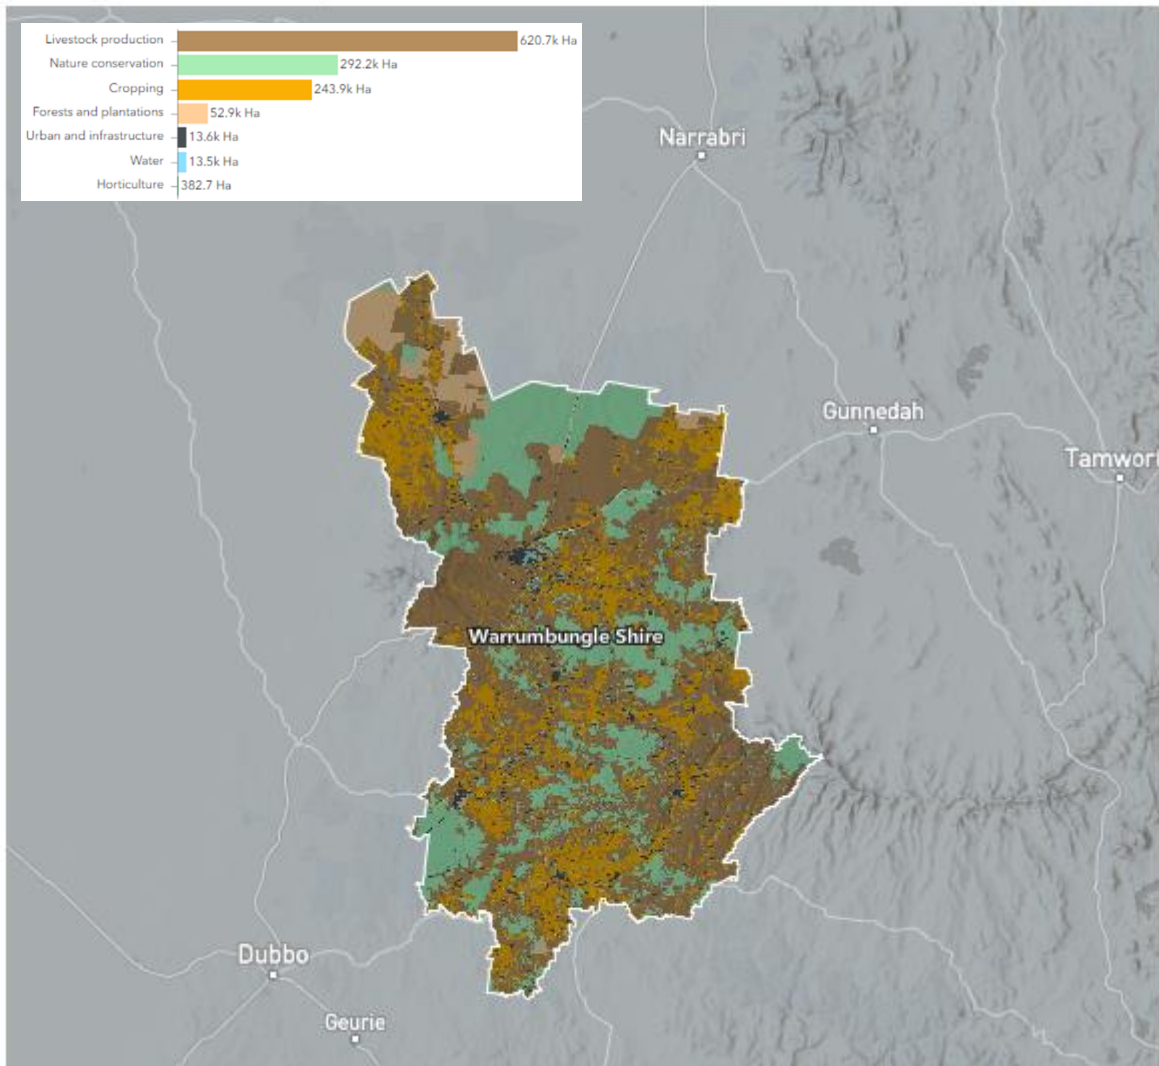 Livestock production 620.7k Ha
Nature conservation 292.2k Ha
Cropping 243.9k Ha
Forests and plantations 52.9k Ha
Urban and infrastructure 13.6k Ha
Water 13.5k Ha
Horticulture 382.7 Ha
Narrabri
Gunnedah
Tamwor
Warrumbungle Shire
Dubbo
Geurie